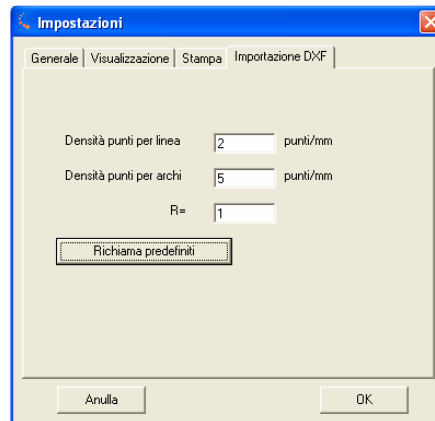 Impostazioni
Generale Visualizzazione Stampa Importazione DXF
Densità punti per linea 2 punti/mm
Densità punti per archi 5 punti/mm
R= 1
Richiama predefiniti
Anulla OK